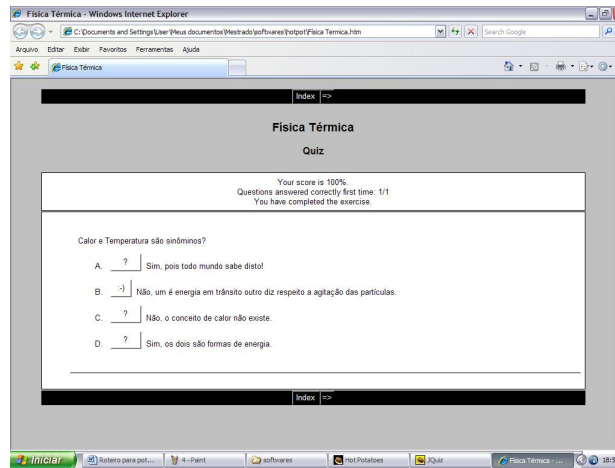 Física Térmica - Windows Internet Explorer
C:\Documents and Settings\User\Meus documentos\Mestrado\softwares\hotpot\Física Termica.htm
Search Google
Arquivo Editar Exibir Favoritos Ferramentas Ajuda
Física Térmica
Index =>
Física Térmica
Quiz
Your score is 100%.
Questions answered correctly first time: 1/1
You have completed the exercise.
Calor e Temperatura são sinôminos?
A. ? Sim, pois todo mundo sabe disto!
B. :-) Não, um é energia em trânsito outro diz respeito a agitação das partículas.
C. ? Não, o conceito de calor não existe.
D. ? Sim, os dois são formas de energia.
Index =>
Iniciar Roteiro para pot... 4 - Paint softwares Hot Potatoes JQuiz Física Térmica - ...